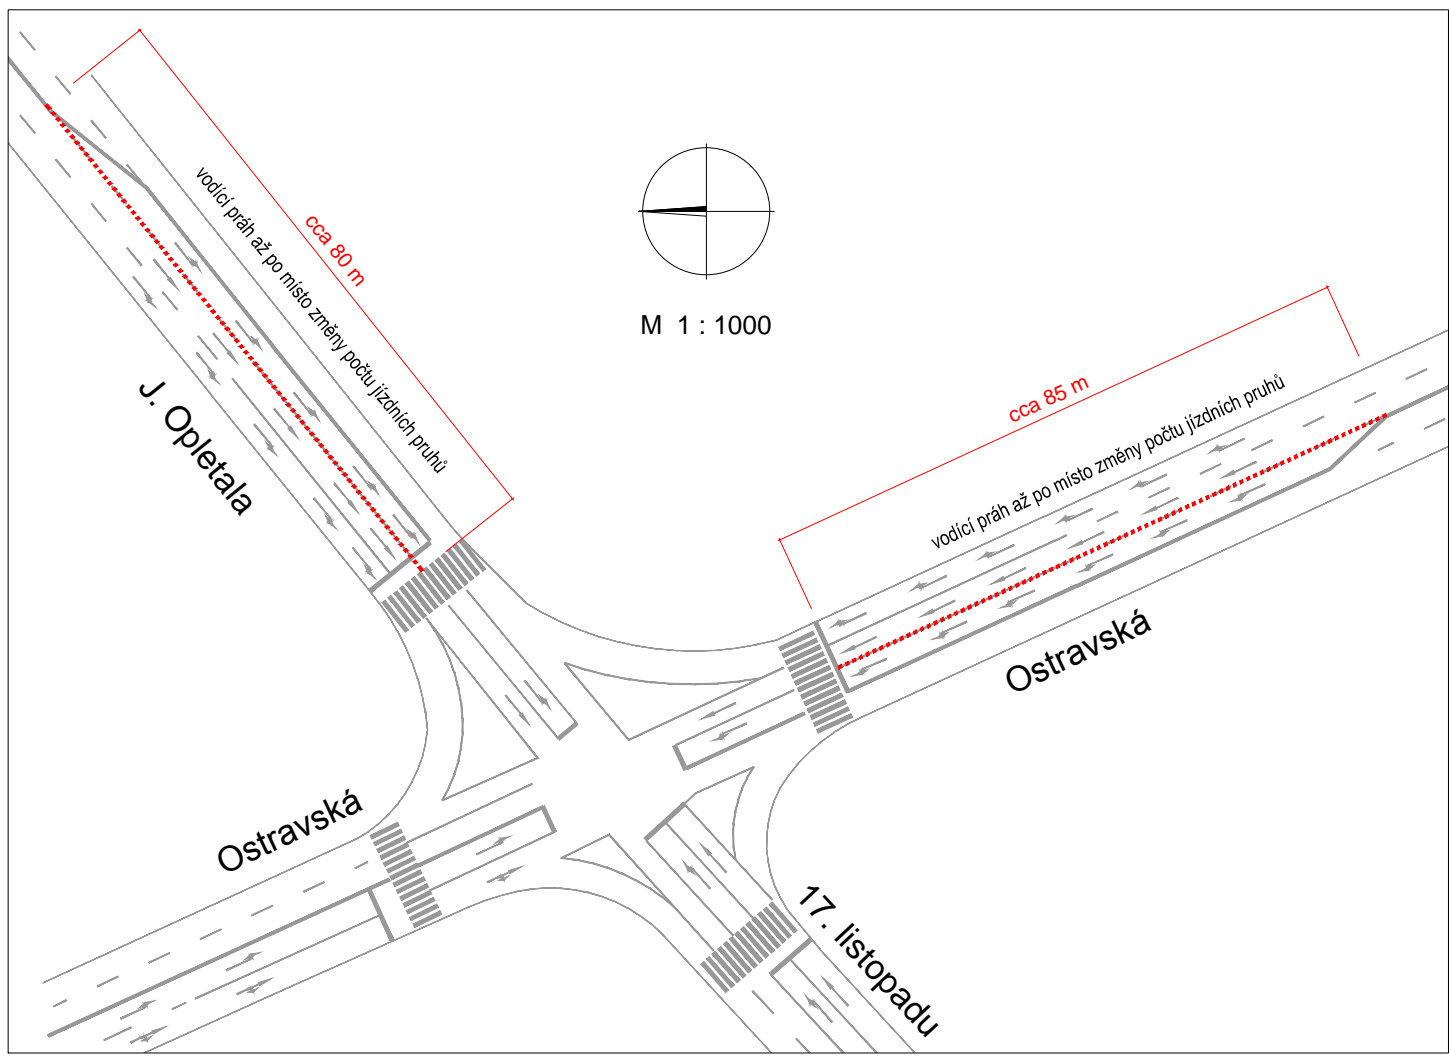 vodící práh až po místo změny počtu jízdních pruhů
cca 80 m
M 1 : 1000
J. Opletala
cca 85 m
vodící práh až po místo změny počtu jízdních pruhů
Ostravská
Ostravská
17. listopadu